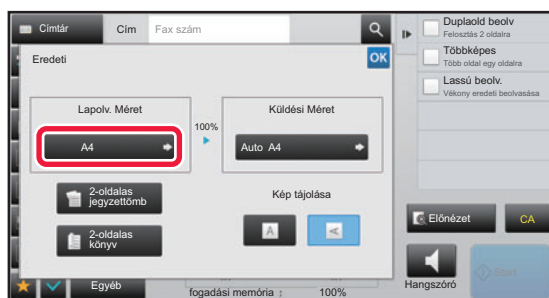 Címtár
Cím
Fax szám
Eredeti
OK
Lapolv. Méret
A4
100%
Küldési Méret
Auto A4
2-oldalas
jegyzettömb
2-oldalas
könyv
Kép tájolása
A
A
Egyéb
fogadási memória :
100%
Duplaold beolv
Felosztás 2 oldalra
Többképes
Több oldal egy oldalra
Lassú beolv.
Vékony eredeti beolvasása
Előnézet
CA
Hangszóró
Start